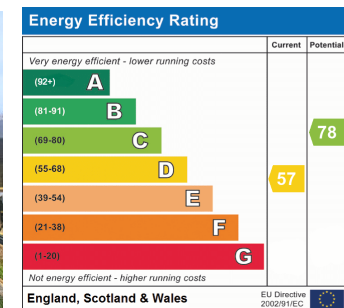 Energy Efficiency Rating
Current Potential
Very energy efficient - lower running costs
(92+) A
(81-91) B
(69-80) C
78
(55-68) D
57
(39-54) E
(21-38) F
(1-20) G
Not energy efficient - higher running costs
England, Scotland & Wales
EU Directive
2002/91/EC